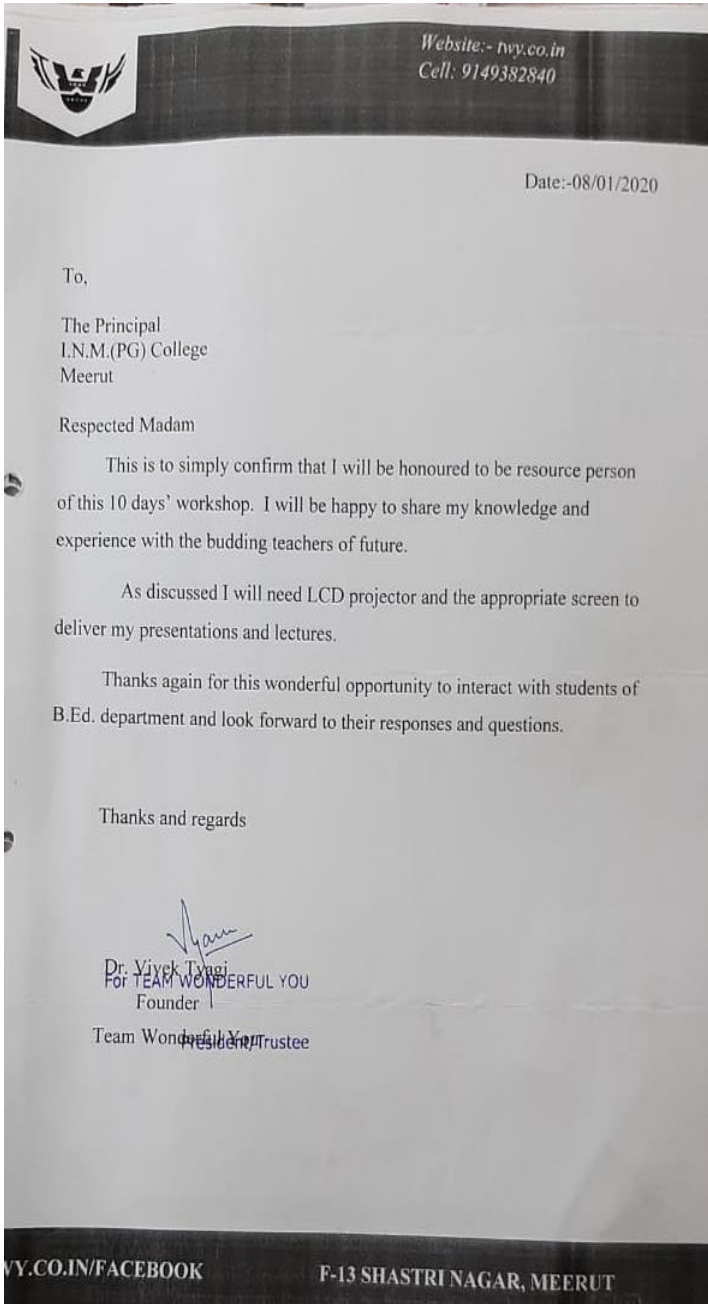 Website:- twy.co.in
Cell: 9149382840
Date:-08/01/2020
To,
The Principal
I.N.M.(PG) College
Meerut
Respected Madam
This is to simply confirm that I will be honoured to be resource person
of this 10 days' workshop. I will be happy to share my knowledge and
experience with the budding teachers of future.
As discussed I will need LCD projector and the appropriate screen to
deliver my presentations and lectures.
Thanks again for this wonderful opportunity to interact with students of
B.Ed. department and look forward to their responses and questions.
Thanks and regards
Dr. Vivek Tyagi
For TEAM WONDERFUL YOU
Founder
Team Wonderful You
President/Trustee
VY.CO.IN/FACEBOOK
F-13 SHASTRI NAGAR, MEERUT